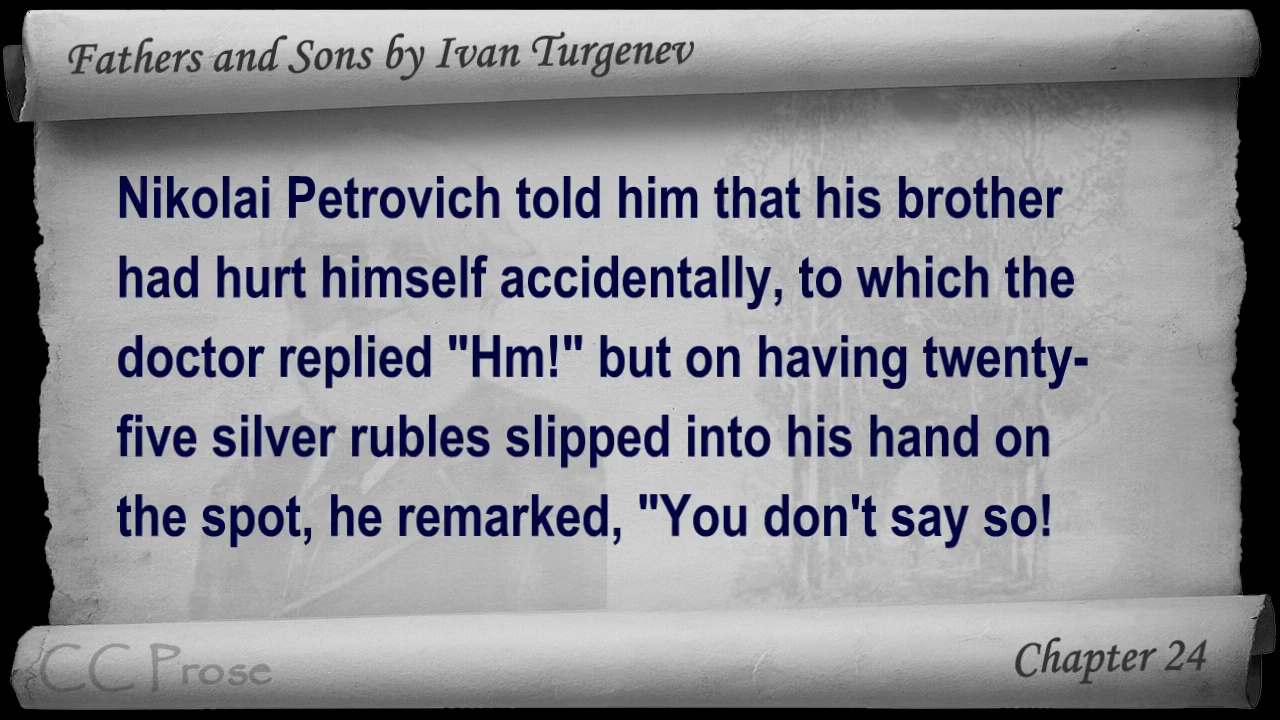 Fathers and Sons by Ivan Turgenev
Nikolai Petrovich told him that his brother
had hurt himself accidentally, to which the
doctor replied "Hm!" but on having twenty-
five silver rubles slipped into his hand on
the spot, he remarked, "You don't say so!
CC Prose
Chapter 24